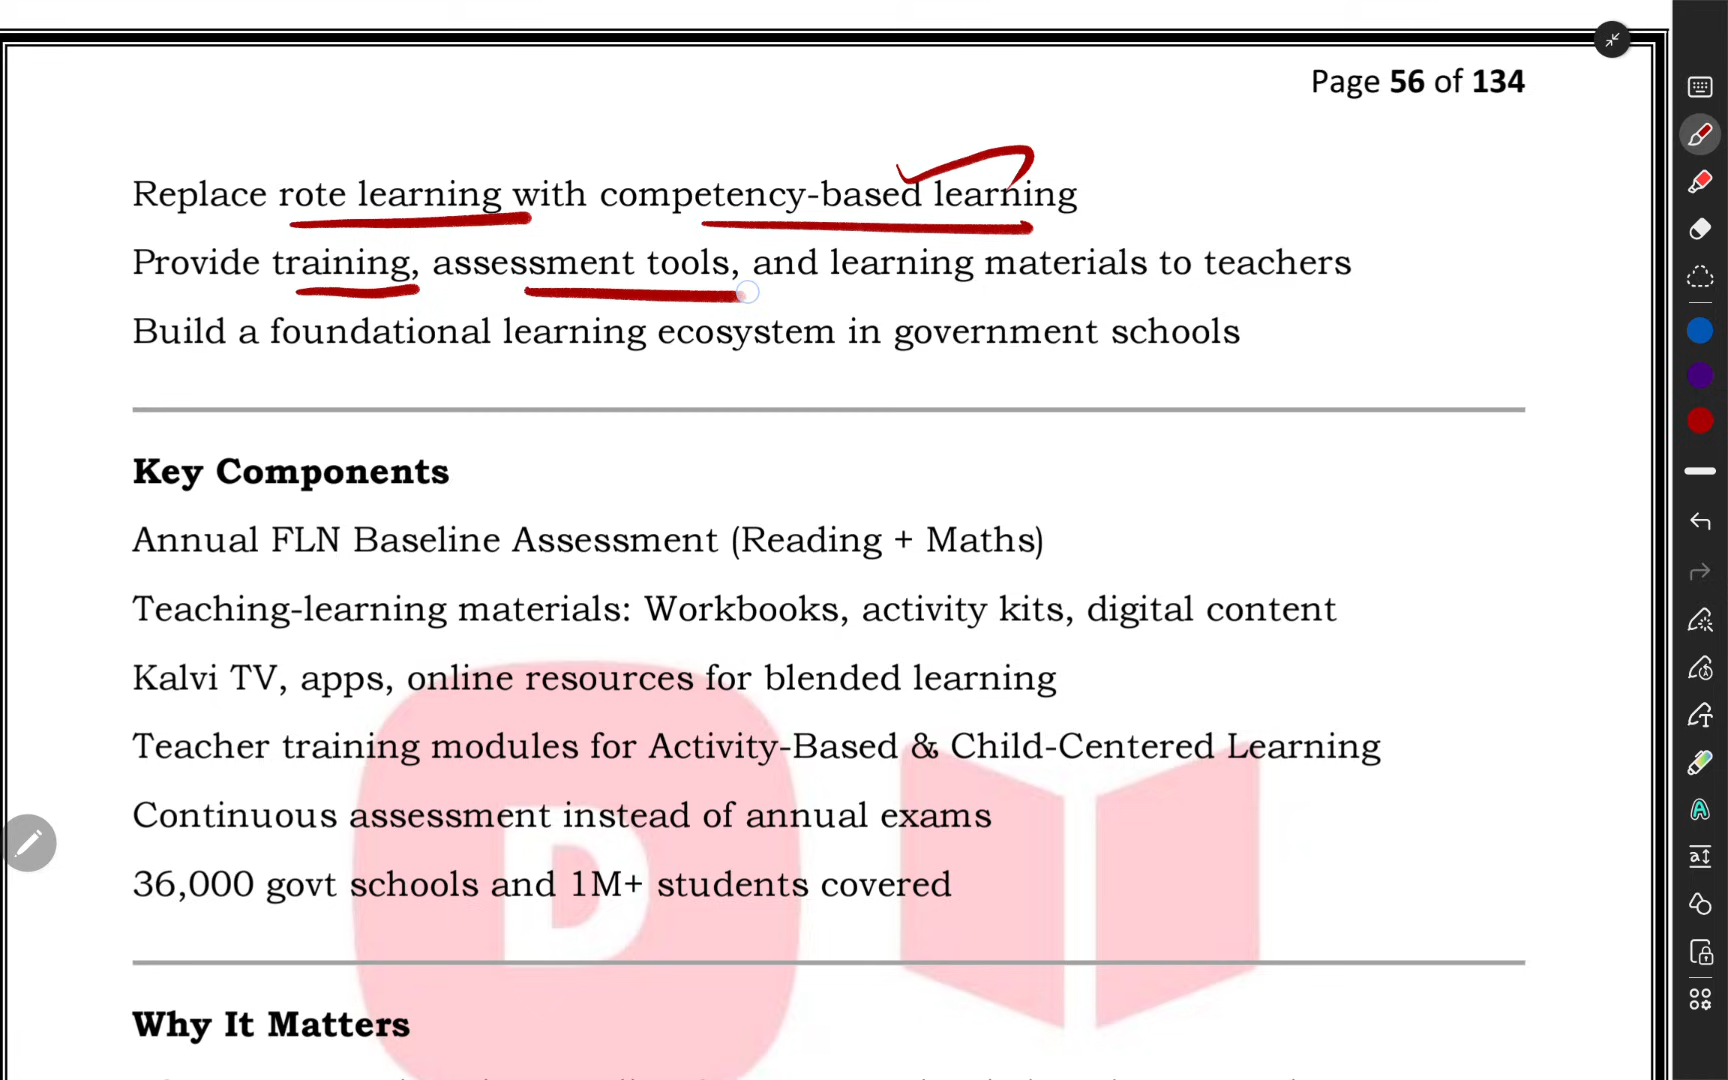 Page 56 of 134
Replace rote learning with competency-based learning
Provide training, assessment tools, and learning materials to teachers
Build a foundational learning ecosystem in government schools
Key Components
Annual FLN Baseline Assessment (Reading + Maths)
Teaching-learning materials: Workbooks, activity kits, digital content
Kalvi TV, apps, online resources for blended learning
Teacher training modules for Activity-Based & Child-Centered Learning
Continuous assessment instead of annual exams
36,000 govt schools and 1M+ students covered
Why It Matters